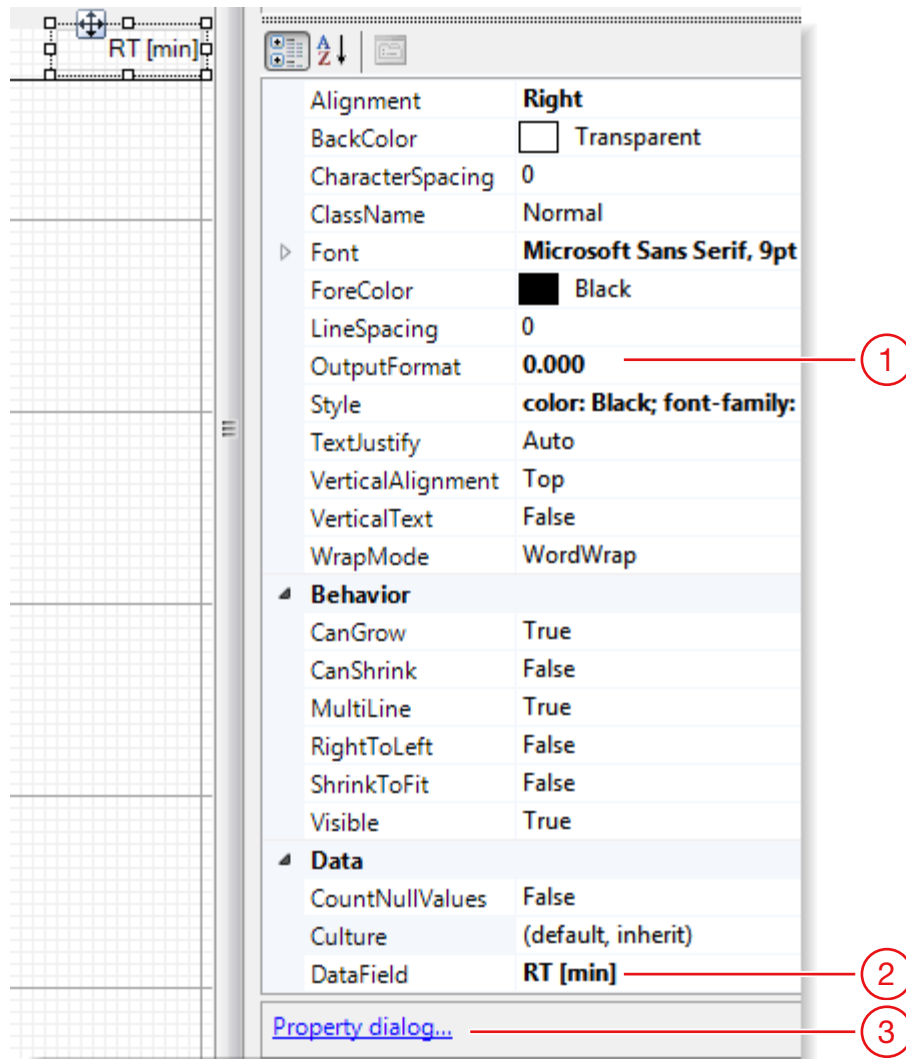 RT [min]
A
Z
Alignment Right
BackColor Transparent
CharacterSpacing 0
ClassName Normal
Font Microsoft Sans Serif, 9pt
ForeColor Black
LineSpacing 0
OutputFormat 0.000 1
Style color: Black; font-family:
TextJustify Auto
VerticalAlignment Top
VerticalText False
WrapMode WordWrap
Behavior
CanGrow True
CanShrink False
MultiLine True
RightToLeft False
ShrinkToFit False
Visible True
Data
CountNullValues False
Culture (default, inherit)
DataField RT [min] 2
Property dialog... 3